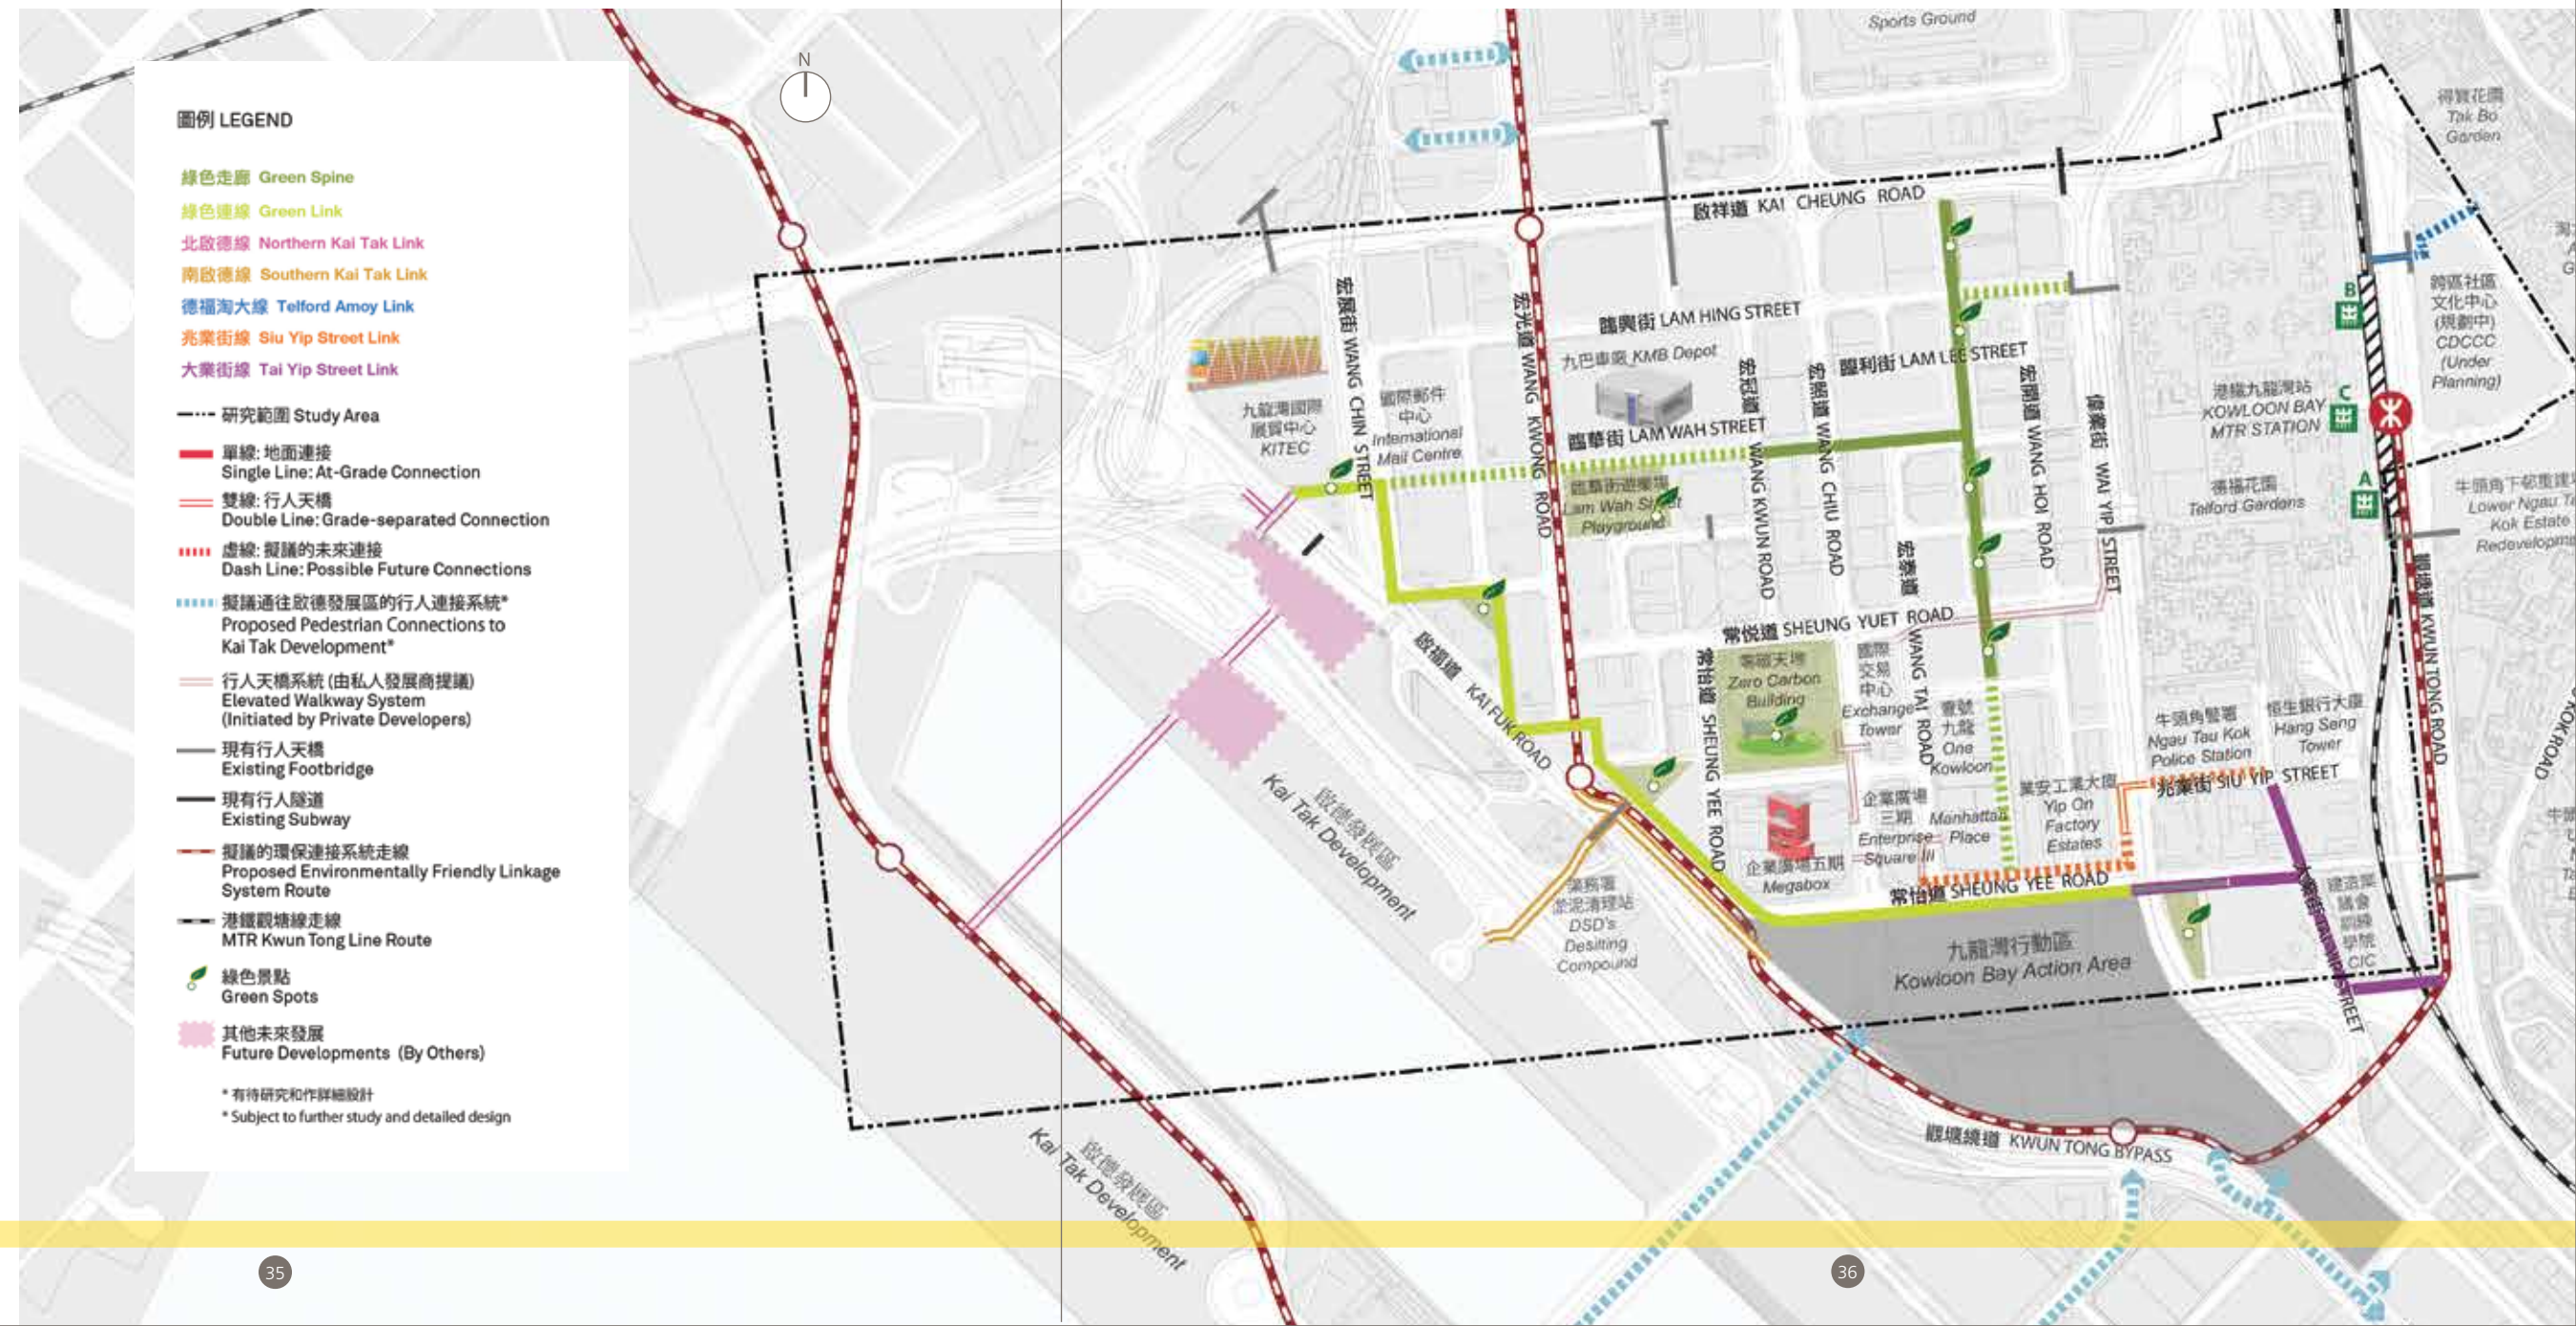 圖例 LEGEND
綠色走廊 Green Spine
綠色連線 Green Link
北啟德線 Northern Kai Tak Link
南啟德線 Southern Kai Tak Link
德福淘大線 Telford Amoy Link
兆業街線 Siu Yip Street Link
大業街線 Tai Yip Street Link
研究範圍 Study Area
單線: 地面連接
Single Line: At-Grade Connection
雙線: 行人天橋
Double Line: Grade-separated Connection
虛線: 擬議的未來連接
Dash Line: Possible Future Connections
擬議通往啟德發展區的行人連接系統*
Proposed Pedestrian Connections to
Kai Tak Development*
行人天橋系統 (由私人發展商提議)
Elevated Walkway System
(Initiated by Private Developers)
現有行人天橋
Existing Footbridge
現有行人隧道
Existing Subway
擬議的環保連接系統走線
Proposed Environmentally Friendly Linkage
System Route
港鐵觀塘線走線
MTR Kwun Tong Line Route
綠色景點
Green Spots
其他未來發展
Future Developments (By Others)
* 有待研究和作詳細設計
* Subject to further study and detailed design
N
Sports Ground
得寶花園
Tak Bo
Garden
啟祥道 KAI CHEUNG ROAD
宏展街 WANG CHIN STREET
宏光道 WANG KWONG ROAD
臨興街 LAM HING STREET
九巴車廠 KMB Depot
臨利街 LAM LEE STREET
臨華街 LAM WAH STREET
宏冠道 WANG KWUN ROAD
宏照道 WANG CHIU ROAD
宏開道 WANG HOI ROAD
偉業街 WAI YIP STREET
九龍灣國際
展貿中心
KITEC
國際郵件
中心
International
Mail Centre
臨華街遊樂場
Lam Wah Street
Playground
B
C
A
港鐵九龍灣站
KOWLOON BAY
MTR STATION
跨區社區
文化中心
(規劃中)
CDCCC
(Under
Planning)
德福花園
Telford Gardens
牛頭角下邨重建
Lower Ngau Ta
Kok Estate
Redevelopme
觀塘道 KWUN TONG ROAD
KOK ROAD
常悅道 SHEUNG YUET ROAD
宏泰道 WANG TAI ROAD
常怡道 SHEUNG YEE ROAD
零碳天地
Zero Carbon
Building
國際
交易
中心
Exchange
Tower
壹號
九龍
One
Kowloon
啟福道 KAI FUK ROAD
企業廣場五期
Megabox
企業廣場
三期
Enterprise
Square III
Manhattan
Place
業安工業大廈
Yip On
Factory
Estates
牛頭角警署
Ngau Tau Kok
Police Station
恒生銀行大廈
Hang Seng
Tower
兆業街 SIU YIP STREET
常怡道 SHEUNG YEE ROAD
大業街 TAI YIP STREET
建造業
議會
訓練
學院
CIC
渠務署
淤泥清理站
DSD's
Desilting
Compound
啟德發展區
Kai Tak Development
九龍灣行動區
Kowloon Bay Action Area
觀塘繞道 KWUN TONG BYPASS
啟德發展區
Kai Tak Development
35
36